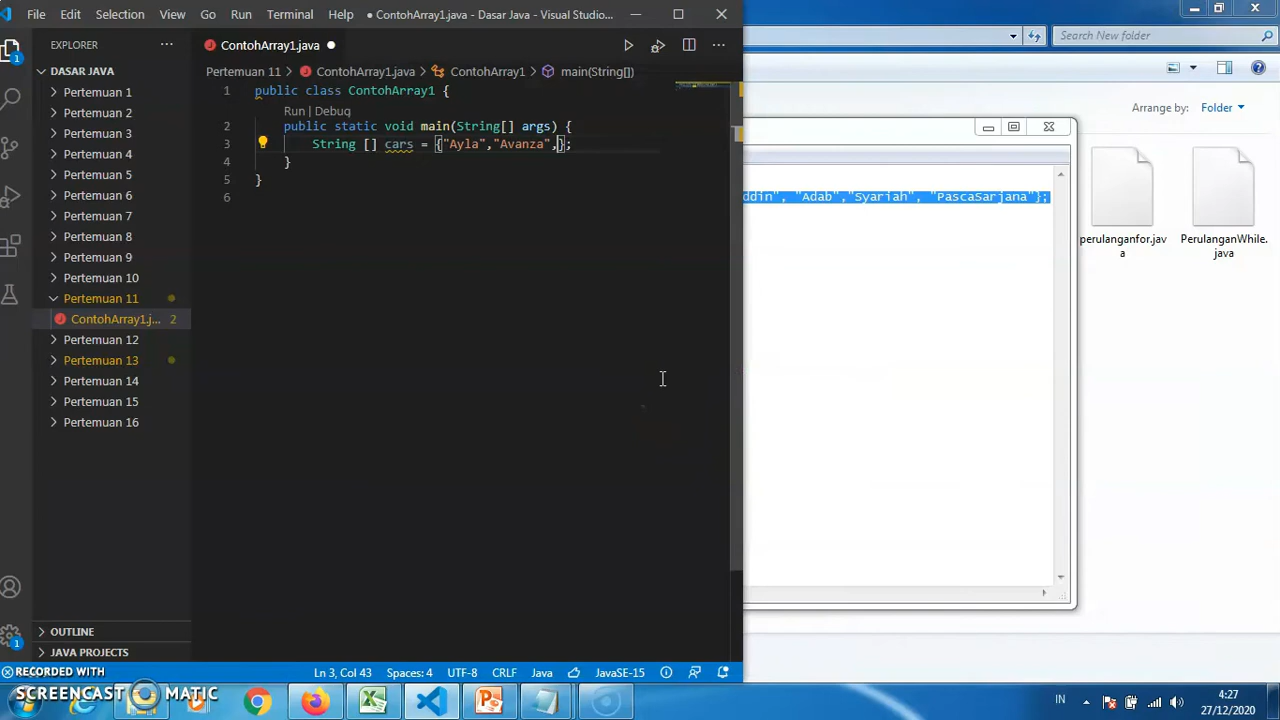 File Edit Selection View Go Run Terminal Help ● ContohArray1.java - Dasar Java - Visual Studio...
EXPLORER
DASAR JAVA
Pertemuan 1
Pertemuan 2
Pertemuan 3
Pertemuan 4
Pertemuan 5
Pertemuan 6
Pertemuan 7
Pertemuan 8
Pertemuan 9
Pertemuan 10
Pertemuan 11
ContohArray1.j... 2
Pertemuan 12
Pertemuan 13
Pertemuan 14
Pertemuan 15
Pertemuan 16
OUTLINE
JAVA PROJECTS
1
1
ContohArray1.java
Pertemuan 11 > ContohArray1.java > ContohArray1 > main(String[])
1 public class ContohArray1 {
Run | Debug
2 public static void main(String[] args) {
3 String [] cars = {"Ayla","Avanza",};
4 }
5 }
6
Ln 3, Col 43 Spaces: 4 UTF-8 CRLF Java JavaSE-15
Search New folder
Arrange by: Folder
ddin", "Adab","Syariah", "PascaSarjana"};
perulanganfor.jav
a
PerulanganWhile.
java
RECORDED WITH
SCREENCAST MATIC
IN
4:27
27/12/2020